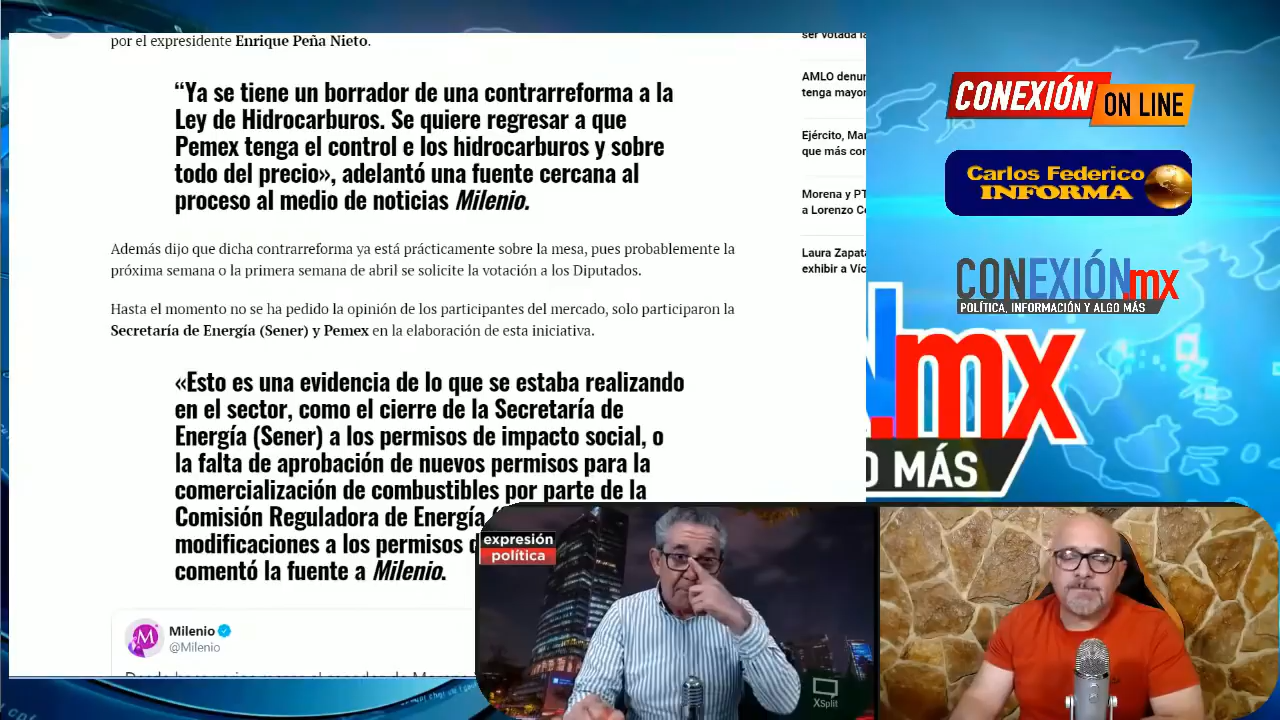 por el expresidente Enrique Peña Nieto.
“Ya se tiene un borrador de una contrarreforma a la
Ley de Hidrocarburos. Se quiere regresar a que
Pemex tenga el control e los hidrocarburos y sobre
todo del precio», adelantó una fuente cercana al
proceso al medio de noticias Milenio.
Además dijo que dicha contrarreforma ya está prácticamente sobre la mesa, pues probablemente la
próxima semana o la primera semana de abril se solicite la votación a los Diputados.
Hasta el momento no se ha pedido la opinión de los participantes del mercado, solo participaron la
Secretaría de Energía (Sener) y Pemex en la elaboración de esta iniciativa.
«Esto es una evidencia de lo que se estaba realizando
en el sector, como el cierre de la Secretaría de
Energía (Sener) a los permisos de impacto social, o
la falta de aprobación de nuevos permisos para la
comercialización de combustibles por parte de la
Comisión Reguladora de Energía
modificaciones a los permisos
comentó la fuente a Milenio.
Milenio
@Milenio
ser votada
AMLO
tenga
Ejército,
que más
Morena y PT
a Lorenzo
Laura
exhibir a
CONEXIÓN ON LINE
Carlos Federico
INFORMA
CONEXIÓN.mx
POLÍTICA, INFORMACIÓN Y ALGO MÁS
.mx
MÁS
expresión
política
XSplit